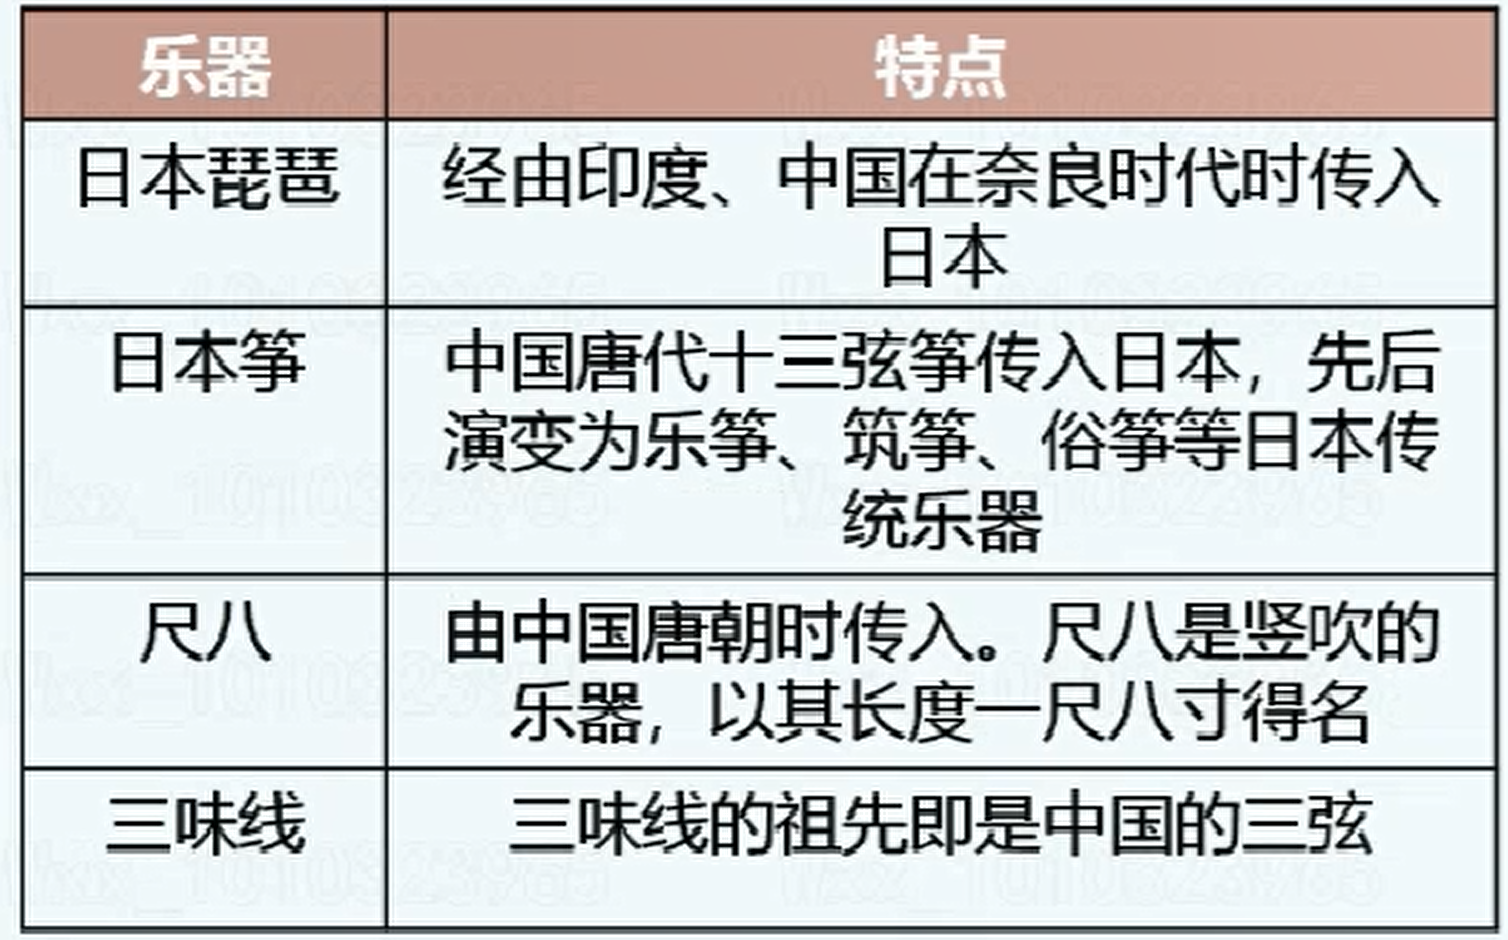 乐器
特点
日本琵琶
经由印度、中国在奈良时代时传入
日本
日本筝
中国唐代十三弦筝传入日本，先后
演变为乐筝、筑筝、俗筝等日本传
统乐器
尺八
由中国唐朝时传入。尺八是竖吹的
乐器，以其长度一尺八寸得名
三味线
三味线的祖先即是中国的三弦